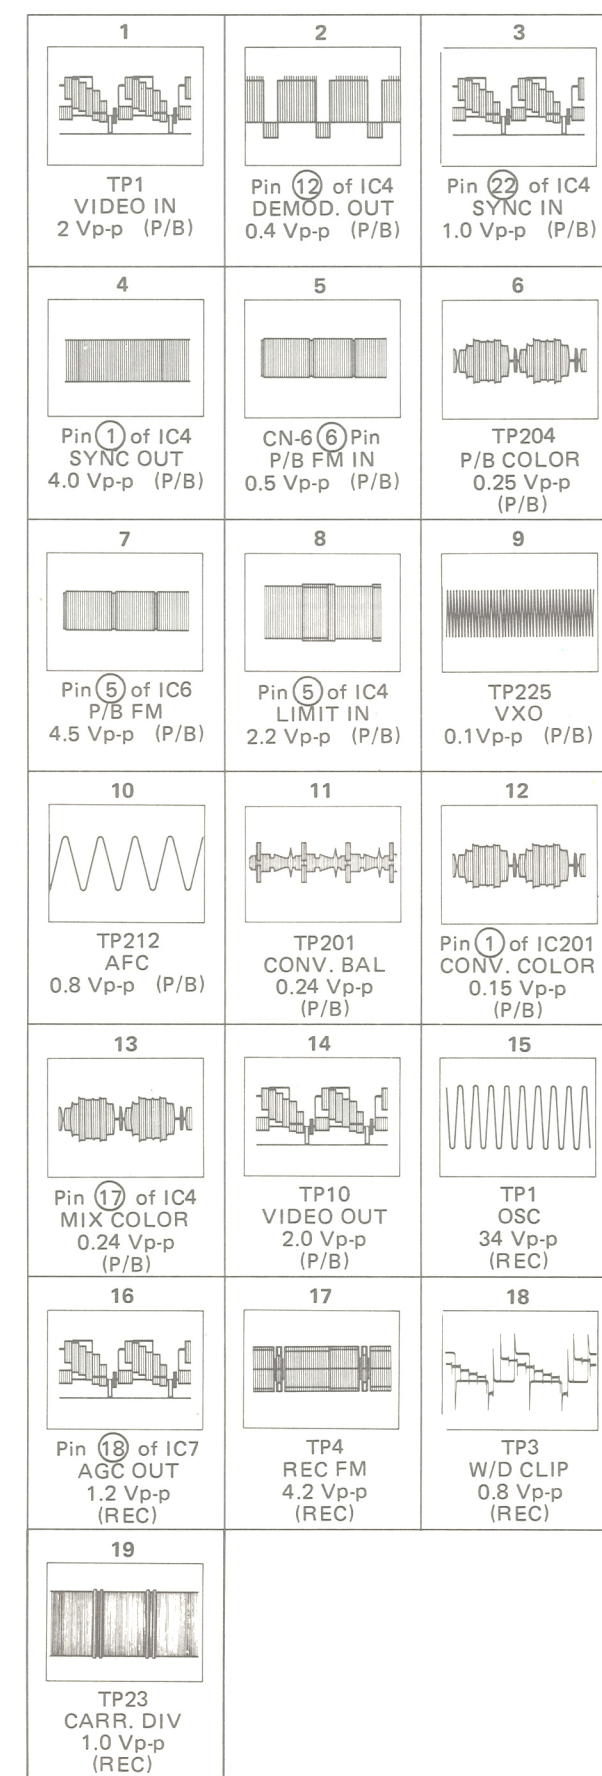 1
TP1
VIDEO IN
2 Vp-p (P/B)
2
Pin ⑫ of IC4
DEMOD. OUT
0.4 Vp-p (P/B)
3
Pin ㉒ of IC4
SYNC IN
1.0 Vp-p (P/B)
4
Pin ① of IC4
SYNC OUT
4.0 Vp-p (P/B)
5
CN-6 ⑥ Pin
P/B FM IN
0.5 Vp-p (P/B)
6
TP204
P/B COLOR
0.25 Vp-p
(P/B)
7
Pin ⑤ of IC6
P/B FM
4.5 Vp-p (P/B)
8
Pin ⑤ of IC4
LIMIT IN
2.2 Vp-p (P/B)
9
TP225
VXO
0.1Vp-p (P/B)
10
TP212
AFC
0.8 Vp-p (P/B)
11
TP201
CONV. BAL
0.24 Vp-p
(P/B)
12
Pin ① of IC201
CONV. COLOR
0.15 Vp-p
(P/B)
13
Pin ⑰ of IC4
MIX COLOR
0.24 Vp-p
(P/B)
14
TP10
VIDEO OUT
2.0 Vp-p
(P/B)
15
TP1
OSC
34 Vp-p
(REC)
16
Pin ⑱ of IC7
AGC OUT
1.2 Vp-p
(REC)
17
TP4
REC FM
4.2 Vp-p
(REC)
18
TP3
W/D CLIP
0.8 Vp-p
(REC)
19
TP23
CARR. DIV
1.0 Vp-p
(REC)